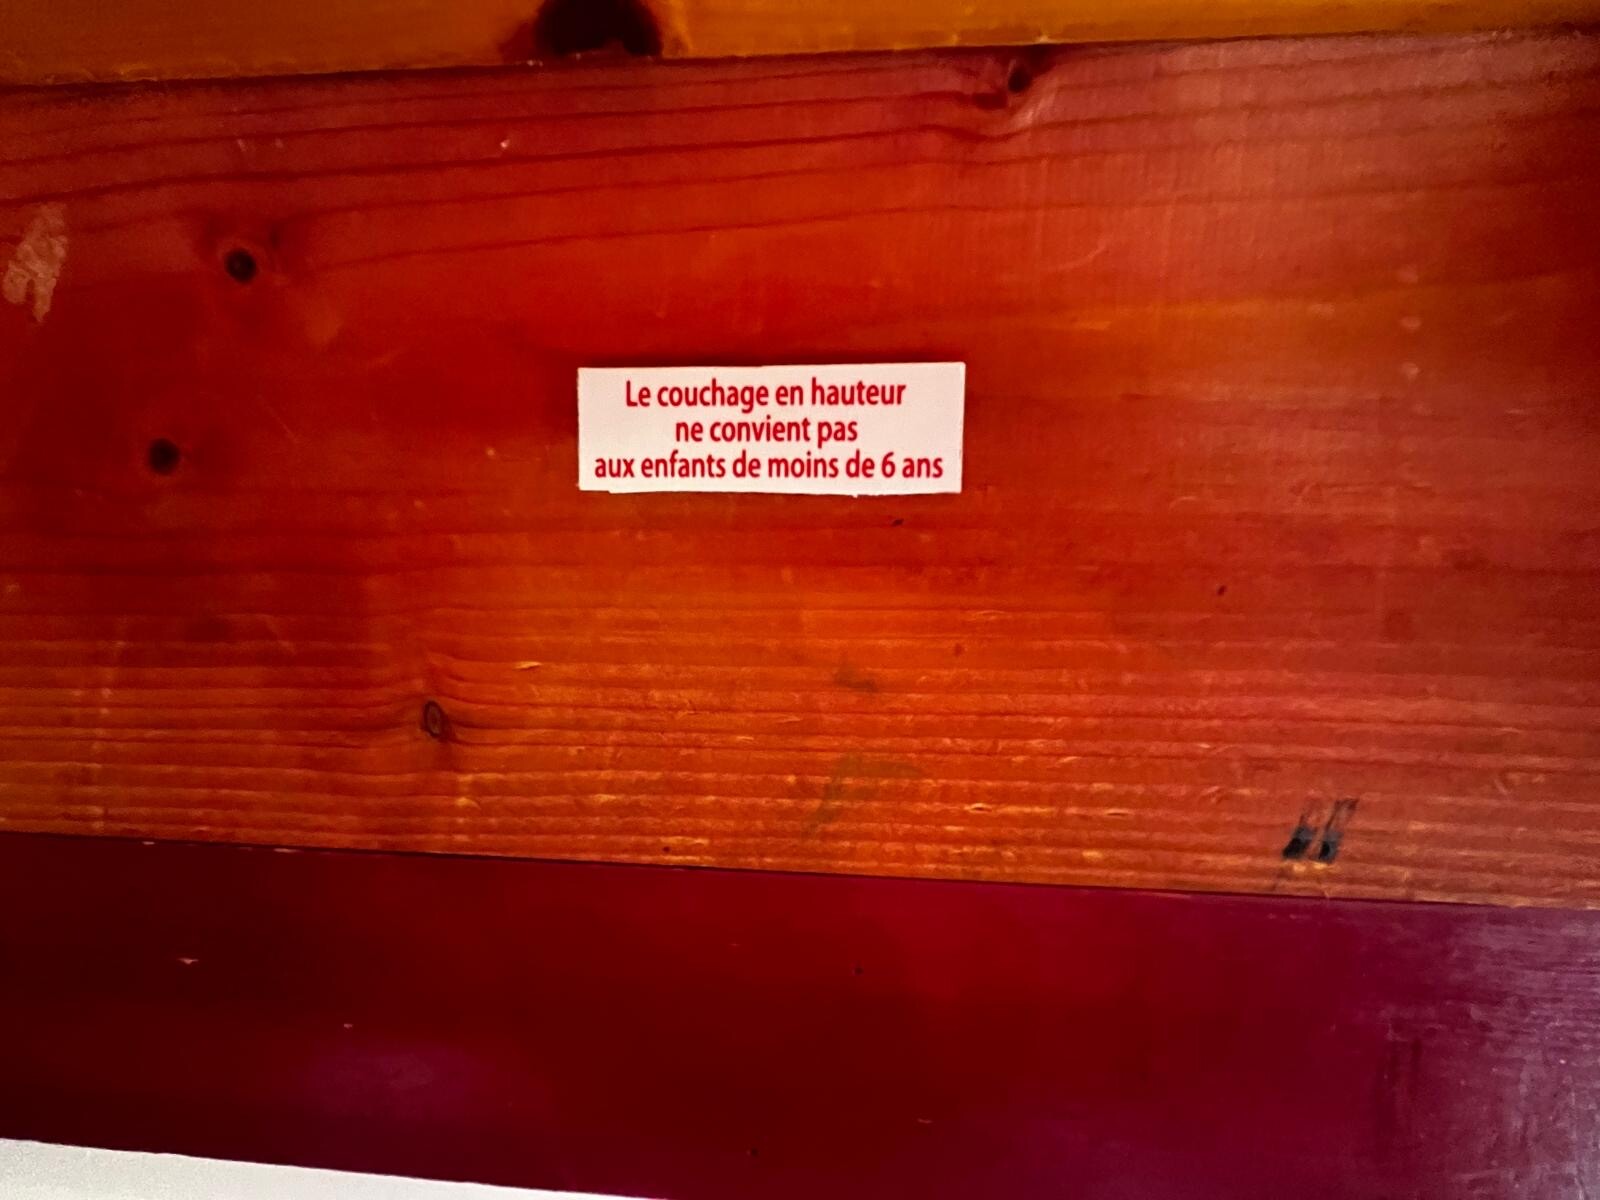 Le couchage en hauteur
ne convient pas
aux enfants de moins de 6 ans